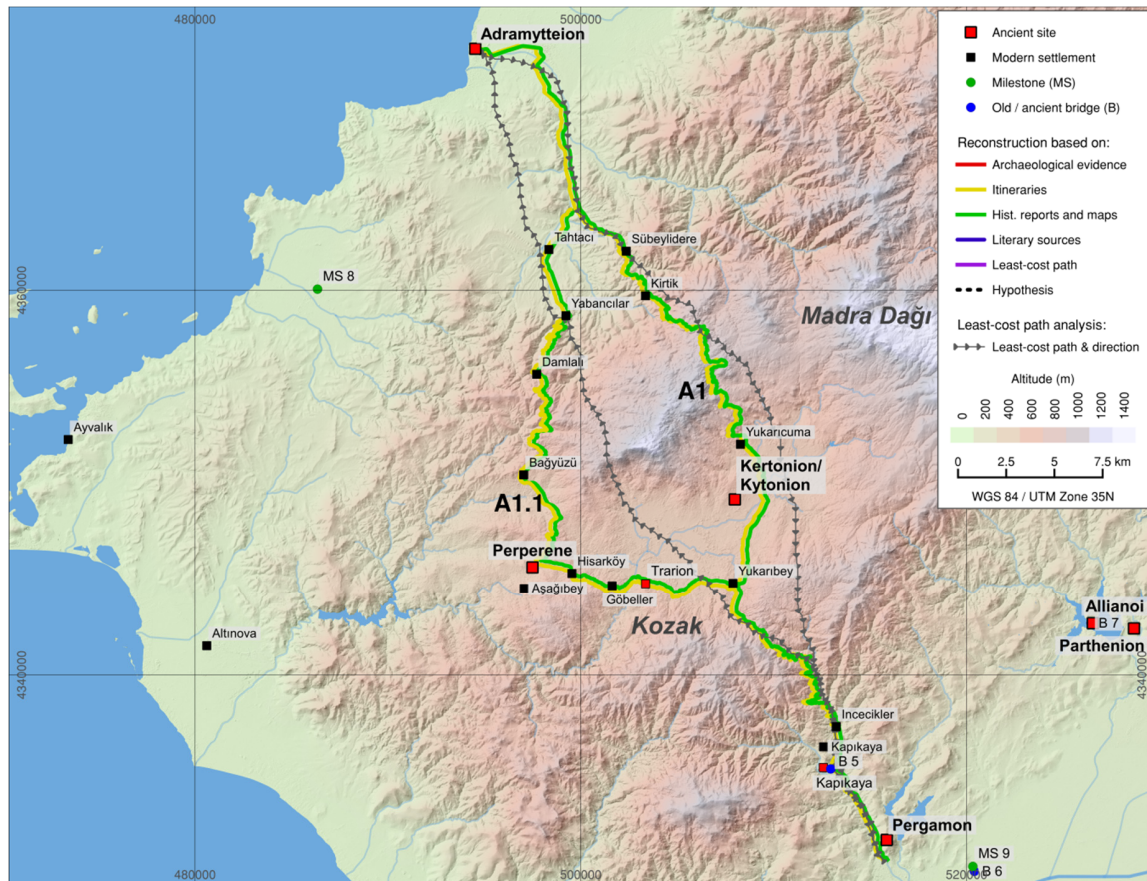 480000
500000
Adramytteion
Ancient site
Modern settlement
Milestone (MS)
Old / ancient bridge (B)
Reconstruction based on:
Archaeological evidence
Itineraries
Hist. reports and maps
Literary sources
Least-cost path
Hypothesis
Least-cost path analysis:
Least-cost path & direction
Altitude (m)
0 200 400 600 800 1000 1200 1400
0 2.5 5 7.5 km
WGS 84 / UTM Zone 35N
Tahtacı
Sübeylidere
MS 8
4360000
Kirtik
Yabancılar
Madra Dağı
Damlalı
A1
Ayvalık
Yukarıcuma
Bağyüzü
Kertonion/
Kytonion
A1.1
Perperene
Hisarköy
Trarion
Yukarıbey
Aşağıbey
Göbeller
Kozak
Allianoi
B 7
Parthenion
Altınova
4340000
4340000
Incecikler
Kapıkaya
B 5
Kapıkaya
Pergamon
MS 9
B 6
480000
500000
520000